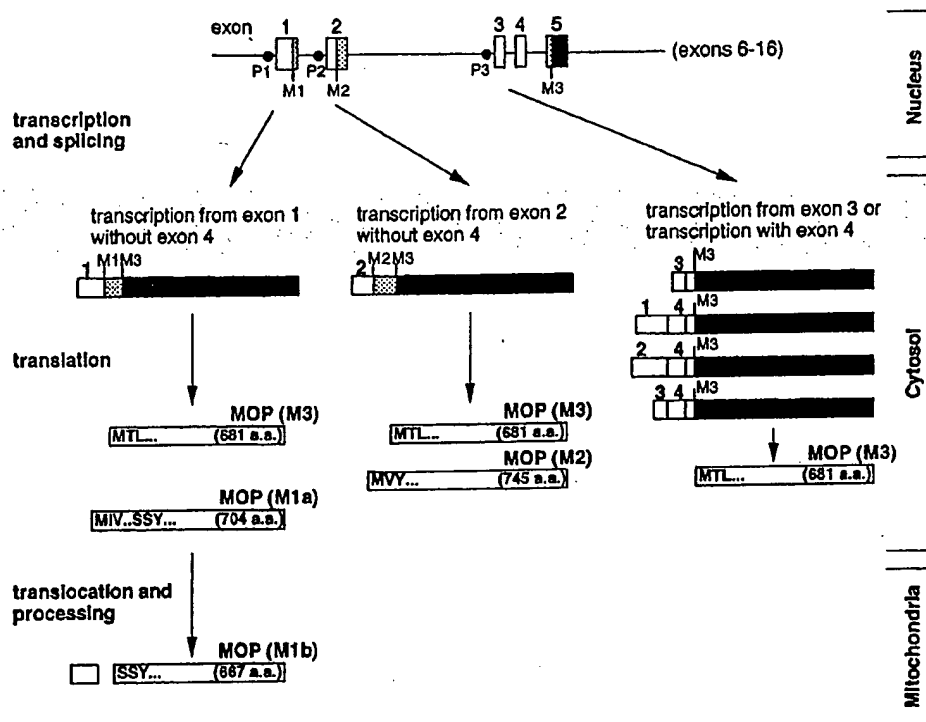 exon 1 2 3 4 5
(exons 6-16)
P1 P2 P3
M1 M2 M3
Nucleus
transcription
and splicing
transcription from exon 1
without exon 4
transcription from exon 2
without exon 4
transcription from exon 3 or
transcription with exon 4
1 M1 M3
2 M2 M3
3 M3
1 4 M3
2 4 M3
3 4 M3
Cytosol
translation
MOP (M3)
MTL... (681 a.a.)
MOP (M1a)
MIV..SSY... (704 a.a.)
MOP (M3)
MTL... (681 a.a.)
MOP (M2)
MVY... (745 a.a.)
MOP (M3)
MTL... (681 a.a.)
translocation and
processing
MOP (M1b)
SSY... (667 a.a.)
Mitochondria